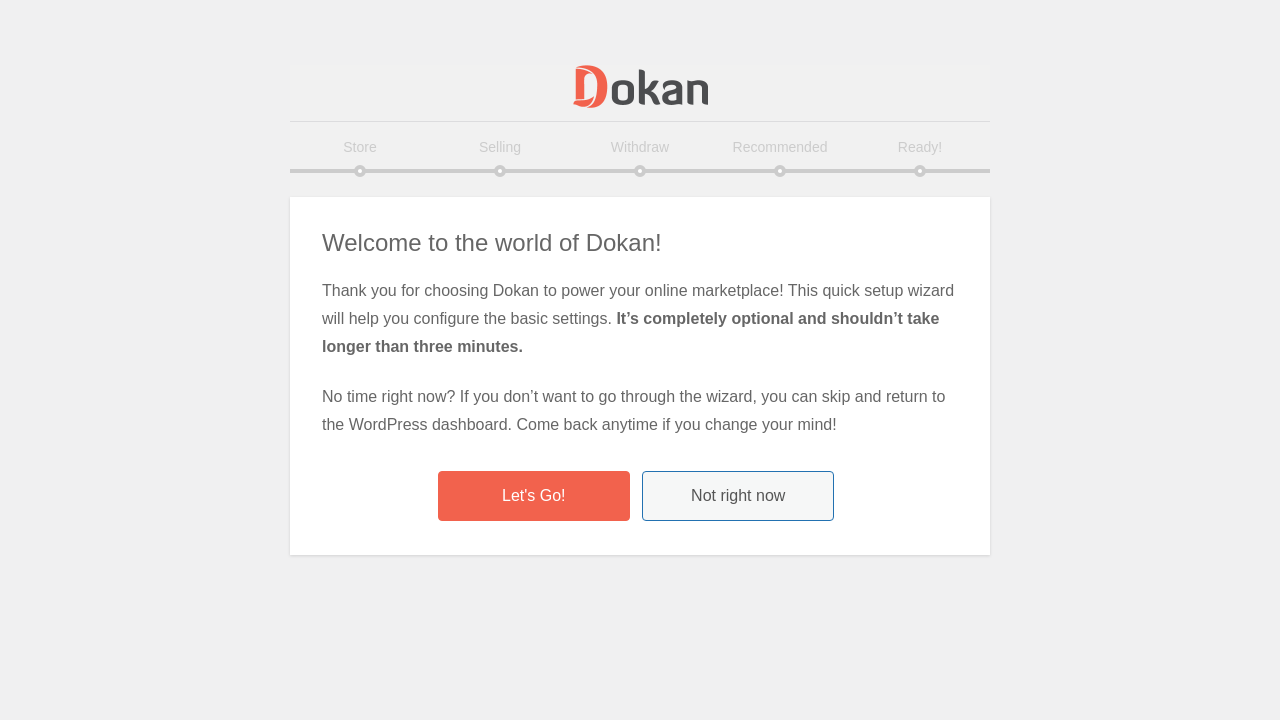 Dokan
Store
Selling
Withdraw
Recommended
Ready!
Welcome to the world of Dokan!
Thank you for choosing Dokan to power your online marketplace! This quick setup wizard
will help you configure the basic settings. It’s completely optional and shouldn’t take
longer than three minutes.
No time right now? If you don’t want to go through the wizard, you can skip and return to
the WordPress dashboard. Come back anytime if you change your mind!
Let's Go!
Not right now